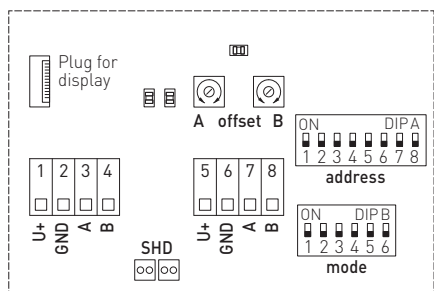 Plug for
display
A offset B
ON DIP A
1 2 3 4 5 6 7 8
address
1 2 3 4
U+ GND A B
5 6 7 8
U+ GND A B
SHD
ON DIP B
1 2 3 4 5 6
mode